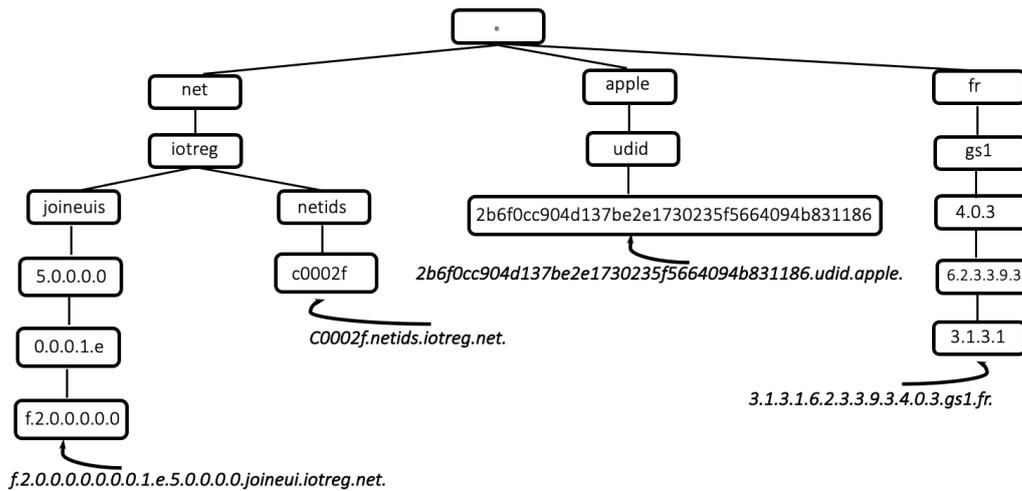 .
net
apple
fr
iotreg
udid
gs1
joineuis
netids
2b6f0cc904d137be2e1730235f5664094b831186
4.0.3
5.0.0.0.0
c0002f
2b6f0cc904d137be2e1730235f5664094b831186.udid.apple.
6.2.3.3.9.3
C0002f.netids.iotreg.net.
0.0.0.1.e
3.1.3.1
3.1.3.1.6.2.3.3.9.3.4.0.3.gs1.fr.
f.2.0.0.0.0.0
f.2.0.0.0.0.0.0.0.1.e.5.0.0.0.0.joineui.iotreg.net.